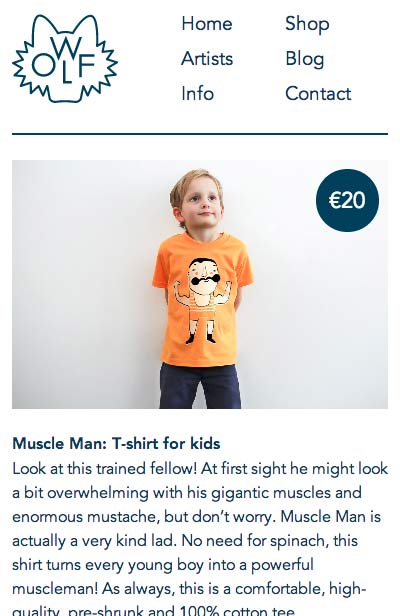 WOLF
Home Shop
Artists Blog
Info Contact
€20
Muscle Man: T-shirt for kids
Look at this trained fellow! At first sight he might look
a bit overwhelming with his gigantic muscles and
enormous mustache, but don’t worry. Muscle Man is
actually a very kind lad. No need for spinach, this
shirt turns every young boy into a powerful
muscleman! As always, this is a comfortable, high-
quality, pre-shrunk and 100% cotton tee